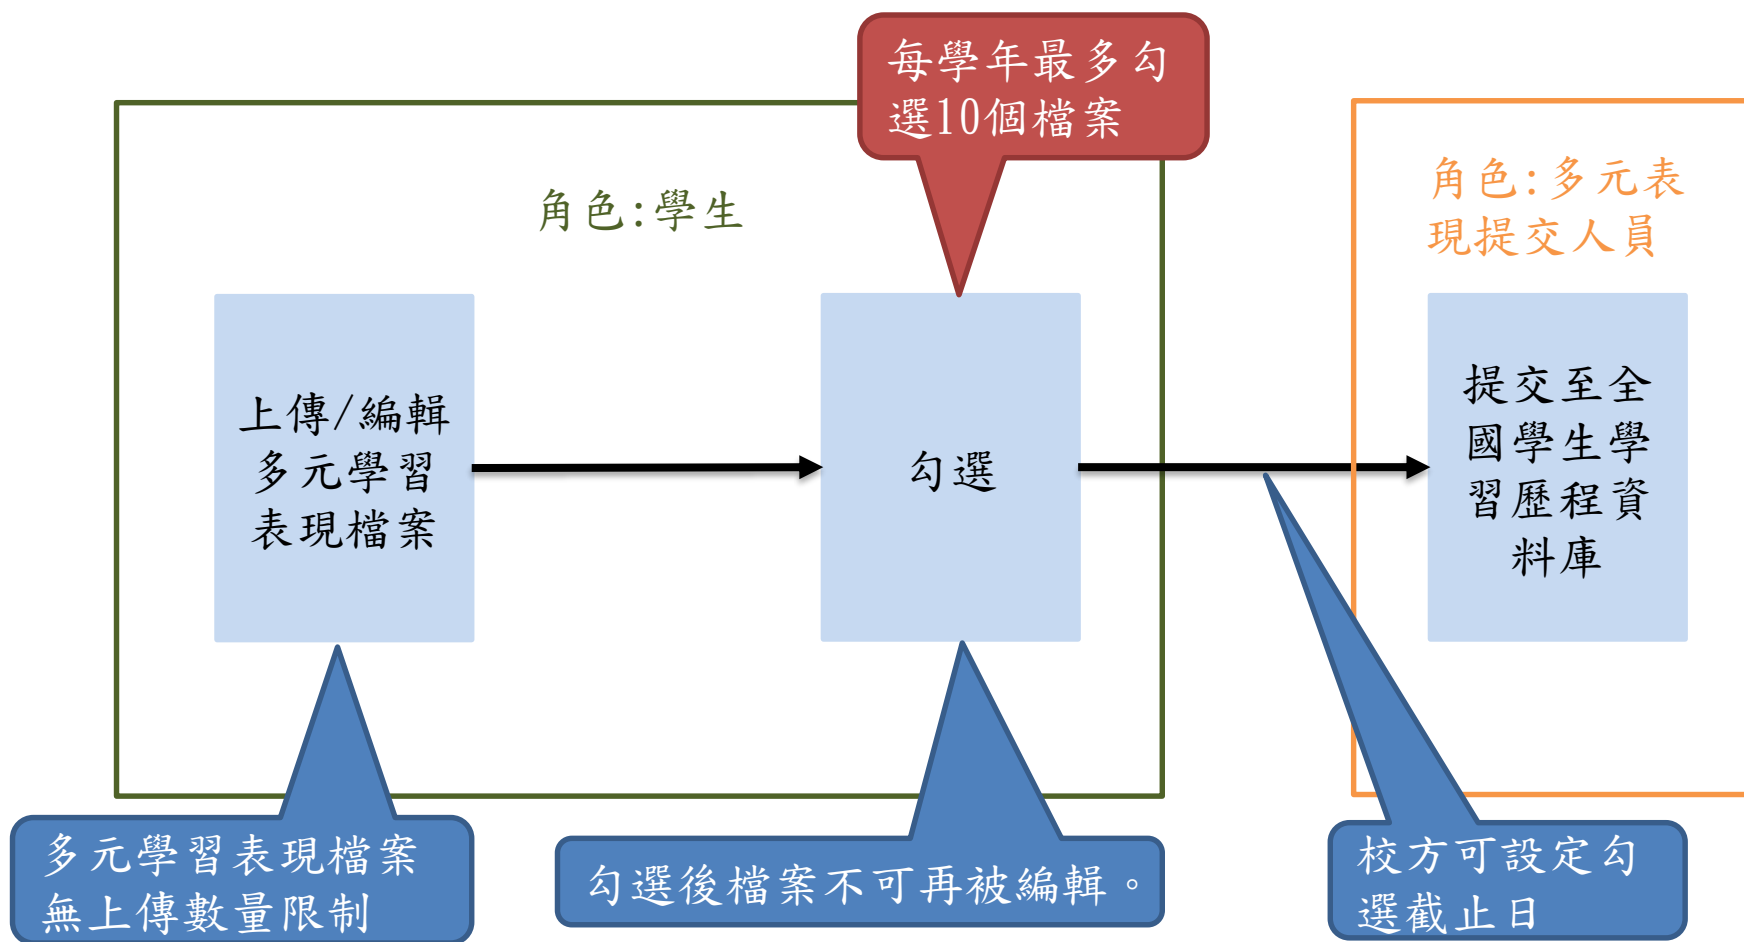 每學年最多勾
選10個檔案
角色:學生
角色:多元表
現提交人員
上傳/編輯
多元學習
表現檔案
勾選
提交至全
國學生學
習歷程資
料庫
多元學習表現檔案
無上傳數量限制
勾選後檔案不可再被編輯。
校方可設定勾
選截止日